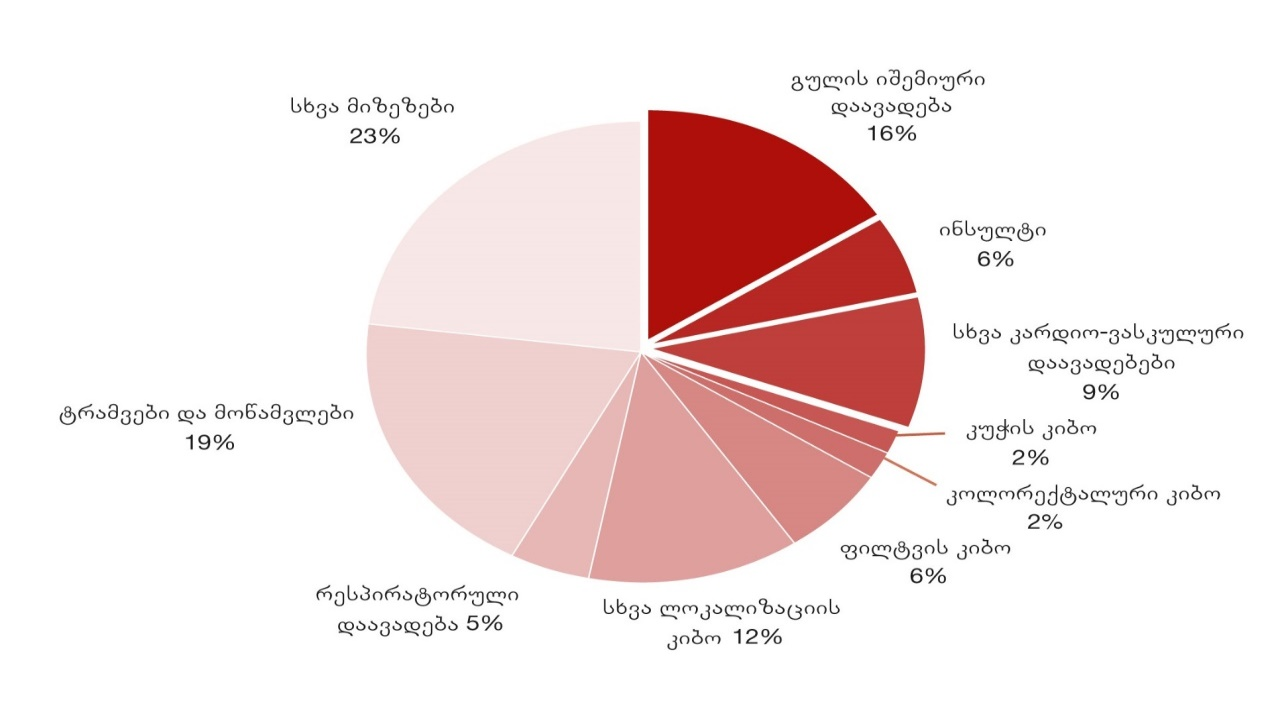 გულის იშემიური
დაავადება
16%
ინსულტი
6%
სხვა კარდიო-ვასკულური
დაავადებები
9%
კუჭის კიბო
2%
კოლორექტალური კიბო
2%
ფილტვის კიბო
6%
სხვა ლოკალიზაციის
კიბო 12%
რესპირატორული
დაავადება 5%
ტრამვები და მოწამვლები
19%
სხვა მიზეზები
23%